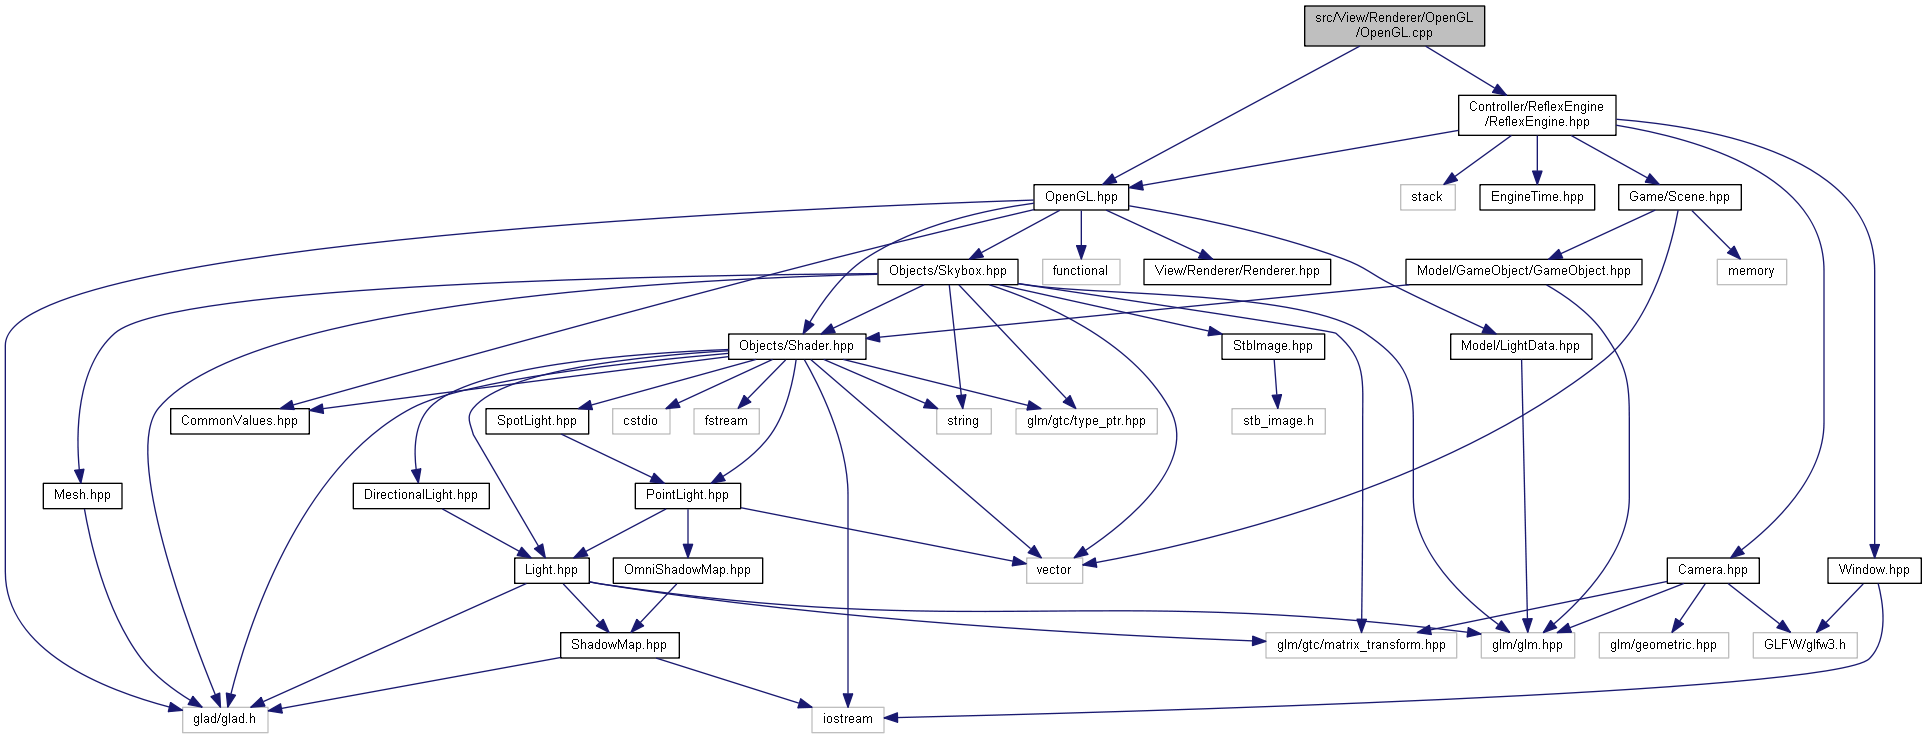 src/View/Renderer/OpenGL
/OpenGL.cpp
Controller/ReflexEngine
/ReflexEngine.hpp
OpenGL.hpp
stack
EngineTime.hpp
Game/Scene.hpp
Objects/Skybox.hpp
functional
View/Renderer/Renderer.hpp
Model/GameObject/GameObject.hpp
memory
Objects/Shader.hpp
StbImage.hpp
Model/LightData.hpp
CommonValues.hpp
SpotLight.hpp
cstdio
fstream
string
glm/gtc/type_ptr.hpp
stb_image.h
Mesh.hpp
DirectionalLight.hpp
PointLight.hpp
Light.hpp
OmniShadowMap.hpp
vector
Camera.hpp
Window.hpp
ShadowMap.hpp
glm/gtc/matrix_transform.hpp
glm/glm.hpp
glm/geometric.hpp
GLFW/glfw3.h
glad/glad.h
iostream